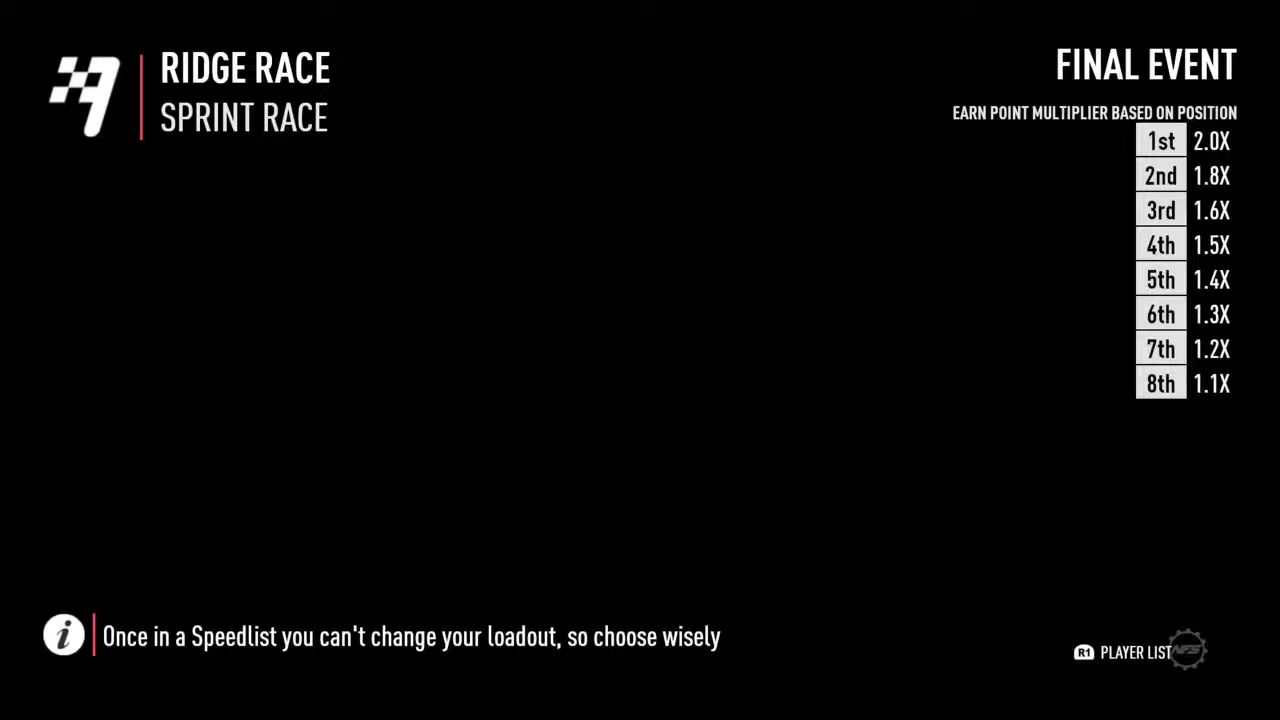 RIDGE RACE
SPRINT RACE
FINAL EVENT
EARN POINT MULTIPLIER BASED ON POSITION
1st 2.0X
2nd 1.8X
3rd 1.6X
4th 1.5X
5th 1.4X
6th 1.3X
7th 1.2X
8th 1.1X
i Once in a Speedlist you can't change your loadout, so choose wisely
R1 PLAYER LIST
NFS